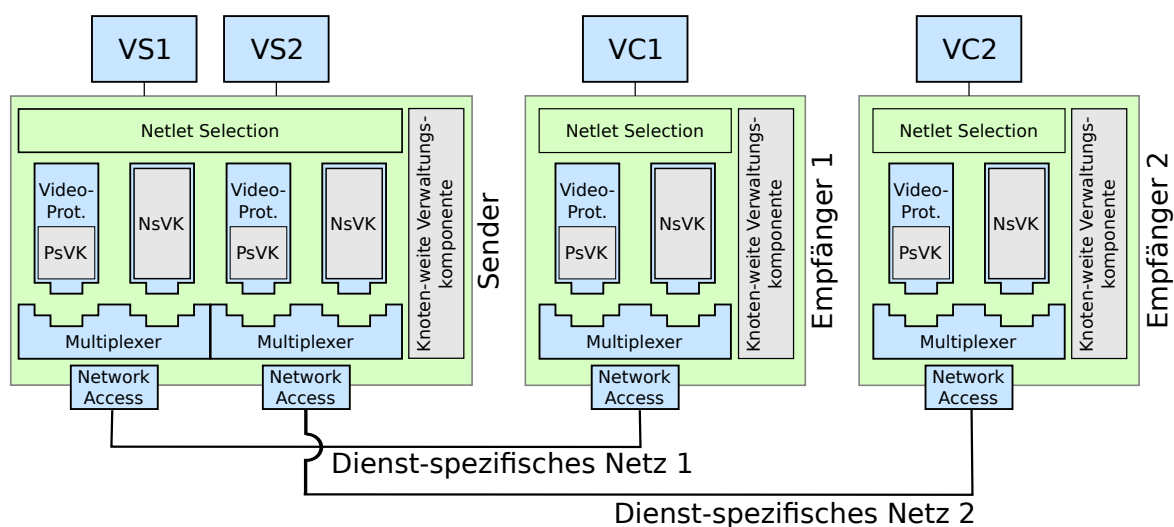 VS1
VS2
VC1
VC2
Netlet Selection
Video-
Prot.
PsVK
NsVK
Video-
Prot.
PsVK
NsVK
Multiplexer
Multiplexer
Network
Access
Network
Access
Knoten-weite Verwaltungs-
komponente
Sender
Netlet Selection
Video-
Prot.
PsVK
NsVK
Multiplexer
Network
Access
Knoten-weite Verwaltungs-
komponente
Empfänger 1
Netlet Selection
Video-
Prot.
PsVK
NsVK
Multiplexer
Network
Access
Knoten-weite Verwaltungs-
komponente
Empfänger 2
Dienst-spezifisches Netz 1
Dienst-spezifisches Netz 2